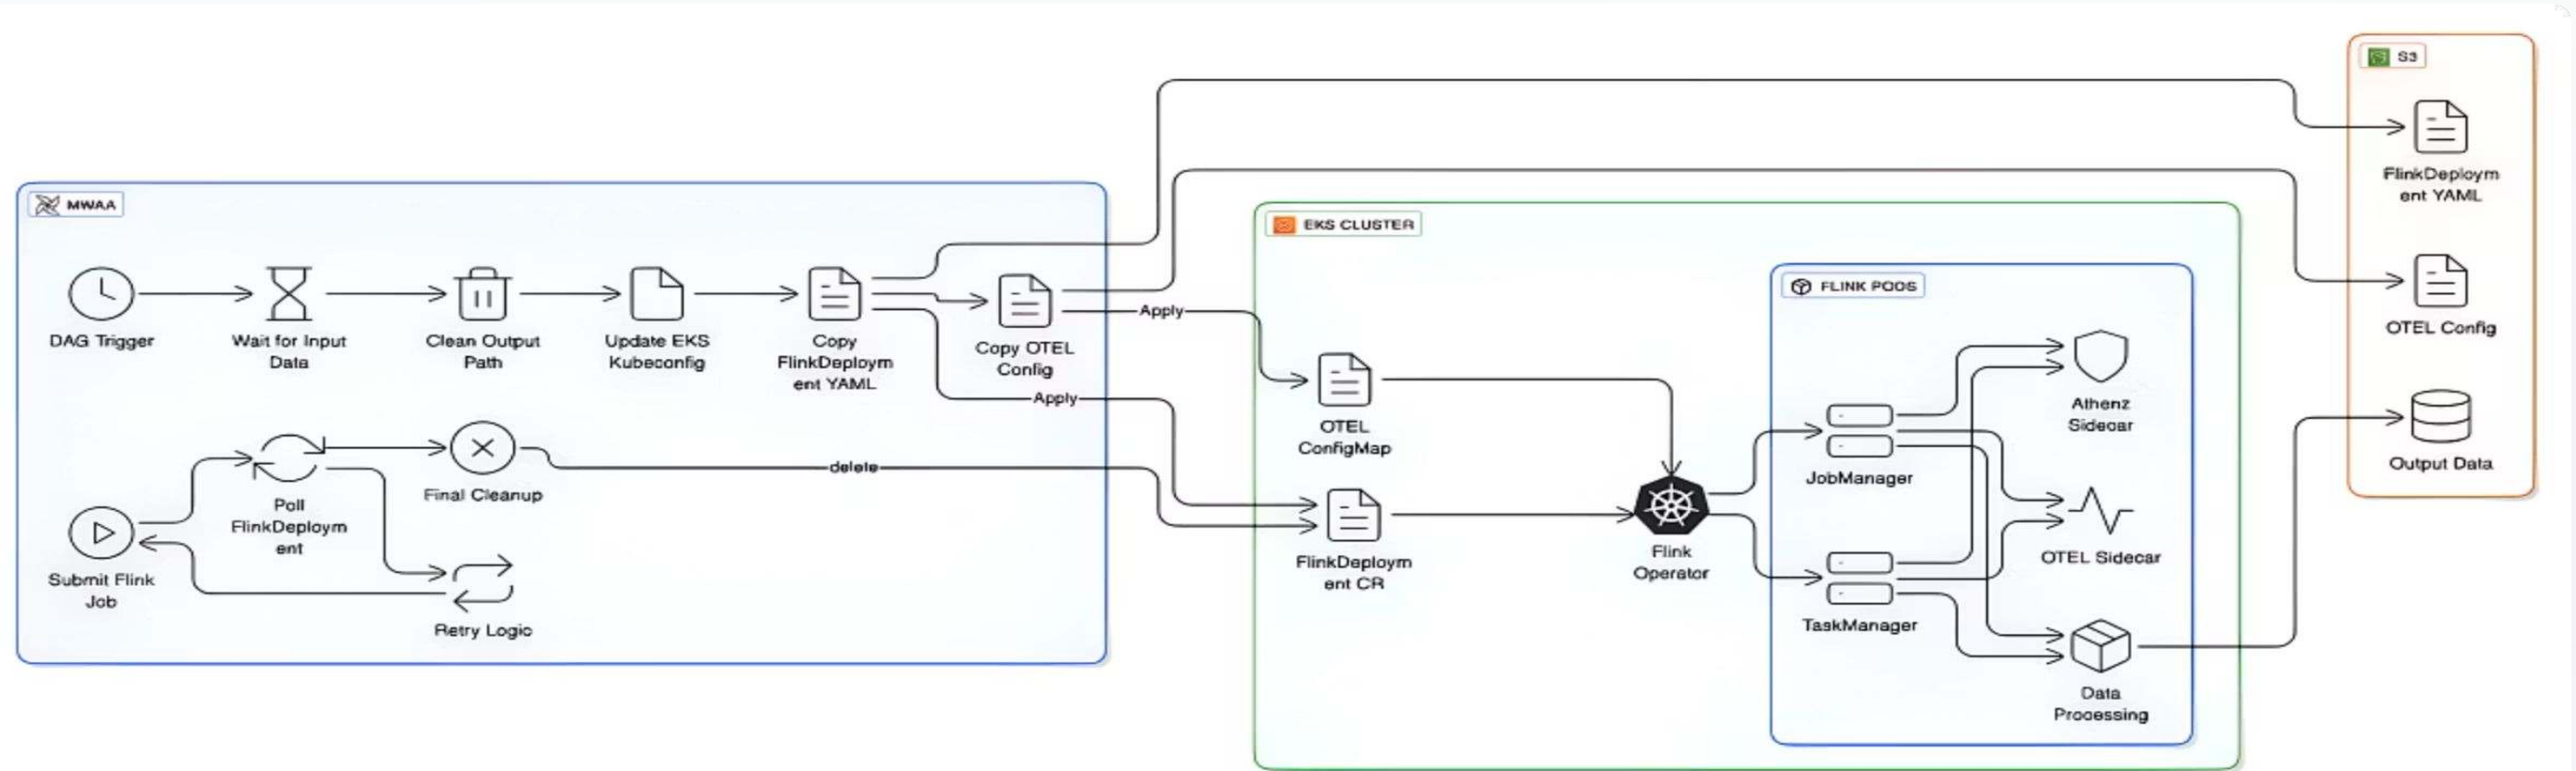 S3
FlinkDeploym
ent YAML
MWAA
EKS CLUSTER
FLINK PODS
DAG Trigger
Wait for Input
Data
Clean Output
Path
Update EKS
Kubeconfig
Copy
FlinkDeploym
ent YAML
Copy OTEL
Config
Apply
Apply
OTEL Config
Athenz
Sidecar
OTEL
ConfigMap
JobManager
Output Data
delete
Final Cleanup
Poll
FlinkDeploym
ent
Submit Flink
Job
Retry Logic
FlinkDeploym
ent CR
Flink
Operator
OTEL Sidecar
TaskManager
Data
Processing